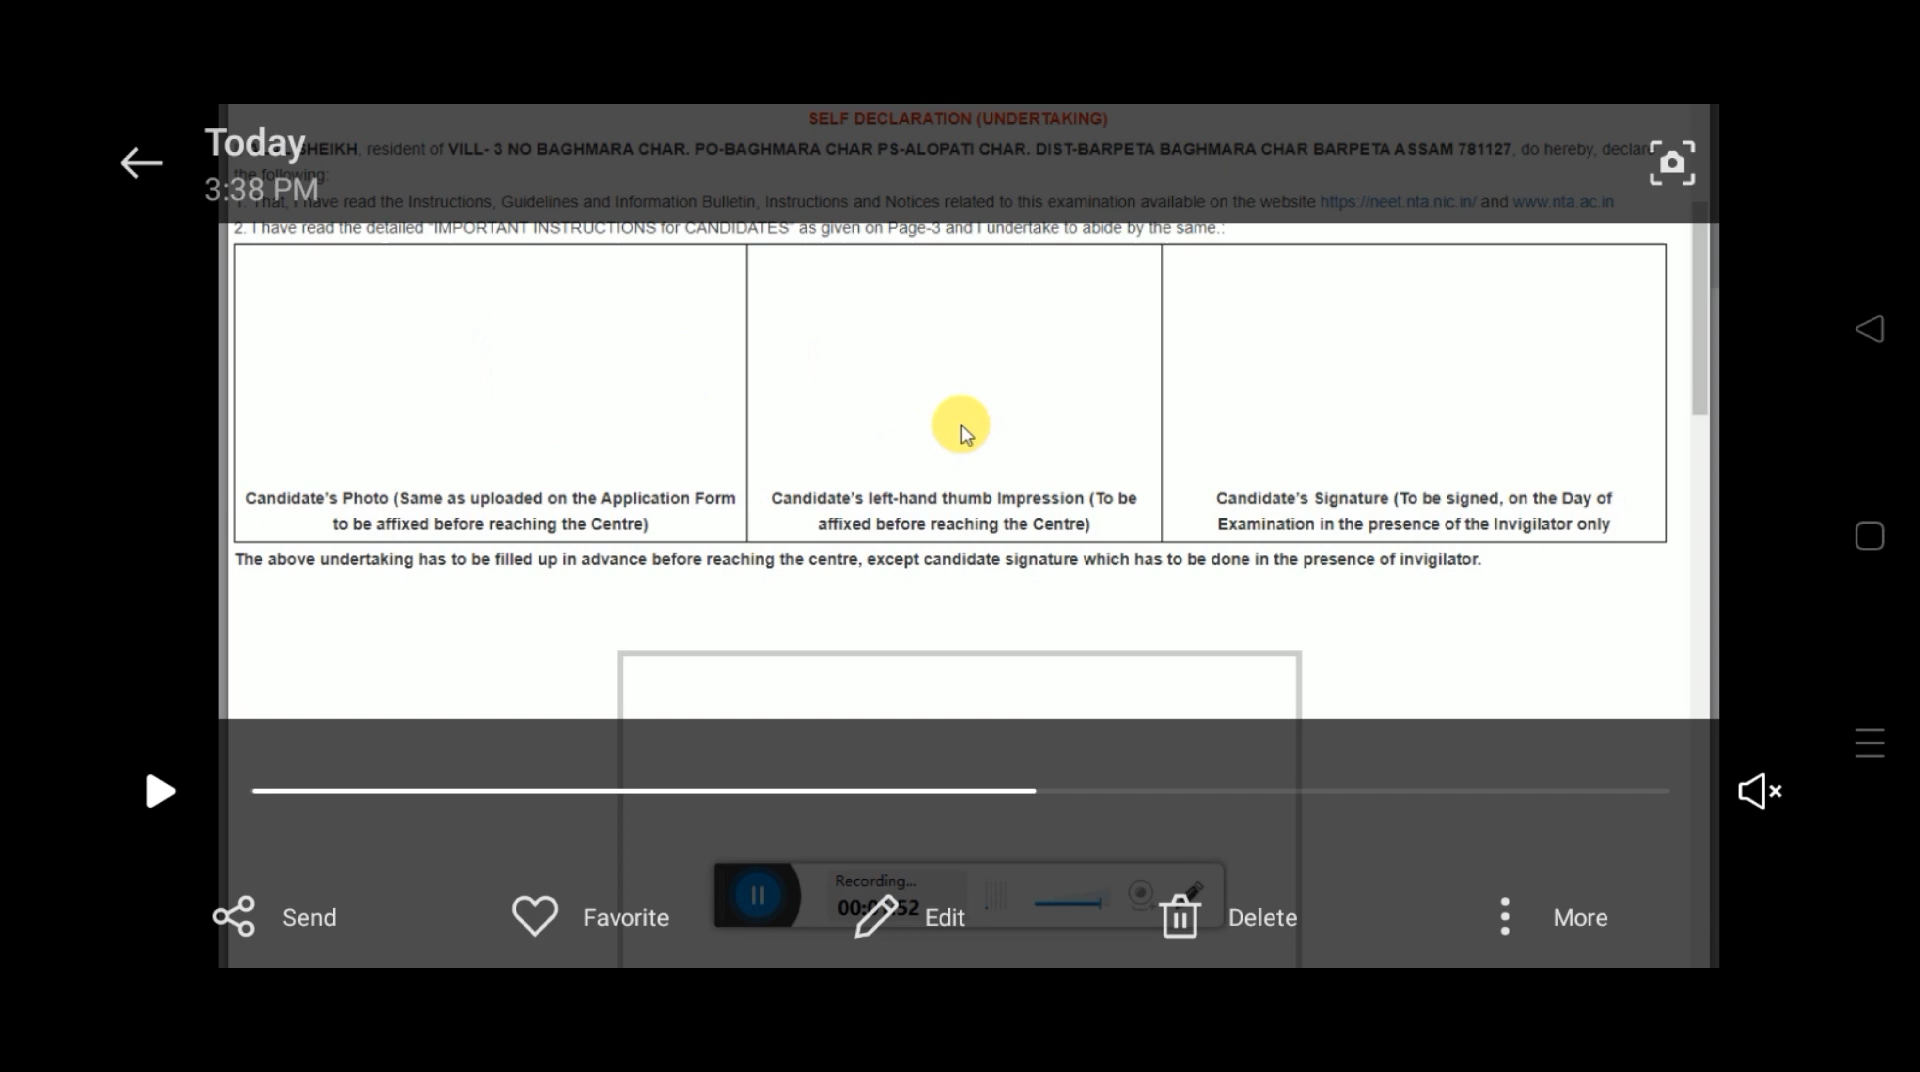 SELF DECLARATION (UNDERTAKING)
Today
SHEIKH, resident of VILL- 3 NO BAGHMARA CHAR. PO-BAGHMARA CHAR PS-ALOPATI CHAR. DIST-BARPETA BAGHMARA CHAR BARPETA ASSAM 781127, do hereby, declare
the following:
3:38 PM
1. That, I have read the Instructions, Guidelines and Information Bulletin, Instructions and Notices related to this examination available on the website https://neet.nta.nic.in/ and www.nta.ac.in
2. I have read the detailed "IMPORTANT INSTRUCTIONS for CANDIDATES" as given on Page-3 and I undertake to abide by the same.:
Candidate's Photo (Same as uploaded on the Application Form
to be affixed before reaching the Centre)
Candidate's left-hand thumb Impression (To be
affixed before reaching the Centre)
Candidate's Signature (To be signed, on the Day of
Examination in the presence of the Invigilator only
The above undertaking has to be filled up in advance before reaching the centre, except candidate signature which has to be done in the presence of invigilator.
Recording...
Send
Favorite
Edit
Delete
More